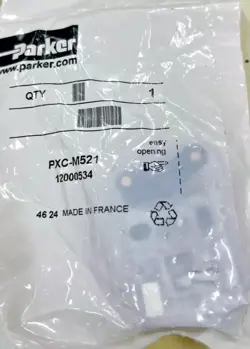 Parker
www.parker.com
QTY 1
PXC-M521
12000534
easy
opening
46 24 MADE IN FRANCE